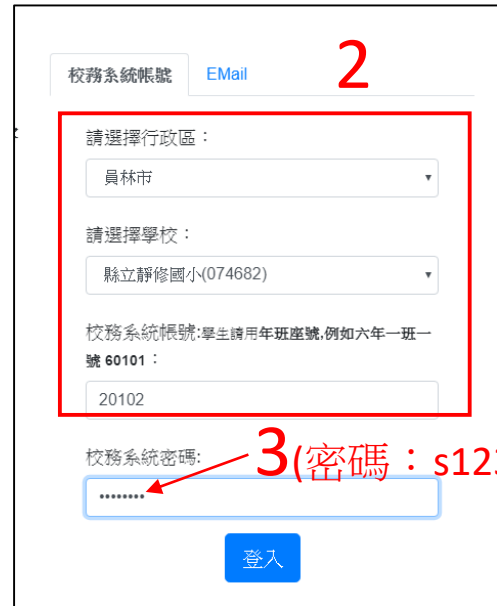 校務系統帳號 EMail 2
請選擇行政區：
員林市
請選擇學校：
縣立靜修國小(074682)
校務系統帳號:學生請用年班座號,例如六年一班一
號 60101：
20102
校務系統密碼:
3(密碼：s123
••••••••
登入